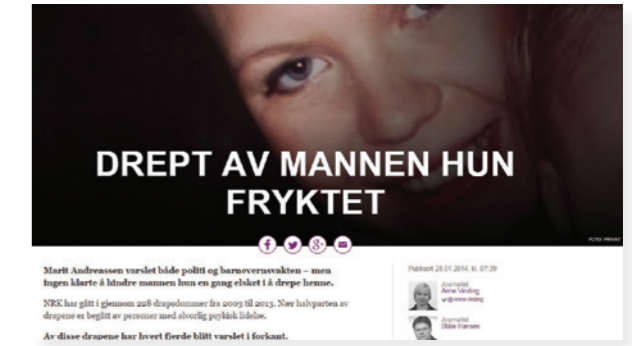 DREPT AV MANNEN HUN
FRYKTET
FOTO: PRIVAT
Marit Andreassen varslet både politi og barnevernsvakten – men
ingen klarte å hindre mannen hun en gang elsket i å drepe henne.
NRK har gått i gjennom 228 drapsdommer fra 2003 til 2013. Nær halvparten av
drapene er begått av personer med alvorlig psykisk lidelse.
Av disse drapene har hvert fjerde blitt varslet i forkant.
Publisert 28.01.2014, kl. 07:39
Journalist
Anne Vinding
Journalist
Ståle Hansen